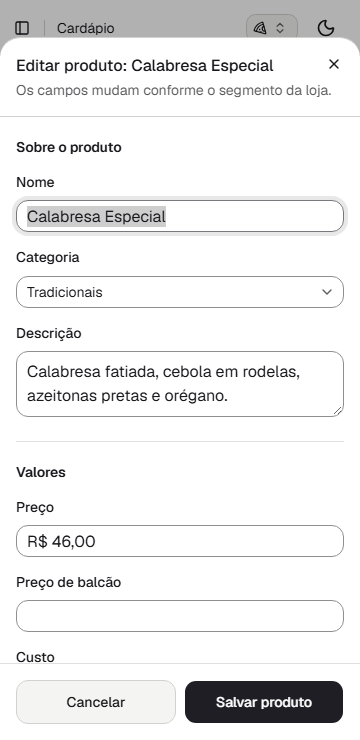 Cardápio
Editar produto: Calabresa Especial
Os campos mudam conforme o segmento da loja.
Sobre o produto
Nome
Calabresa Especial
Categoria
Tradicionais
Descrição
Calabresa fatiada, cebola em rodelas,
azeitonas pretas e orégano.
Valores
Preço
R$ 46,00
Preço de balcão
Custo
Cancelar
Salvar produto